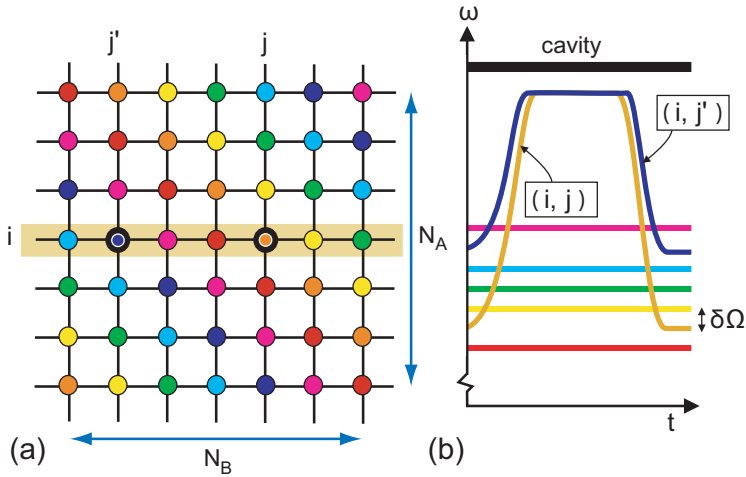 j'
j
i
N_A
N_B
(a)
ω
cavity
(i, j')
(i, j)
δΩ
t
(b)